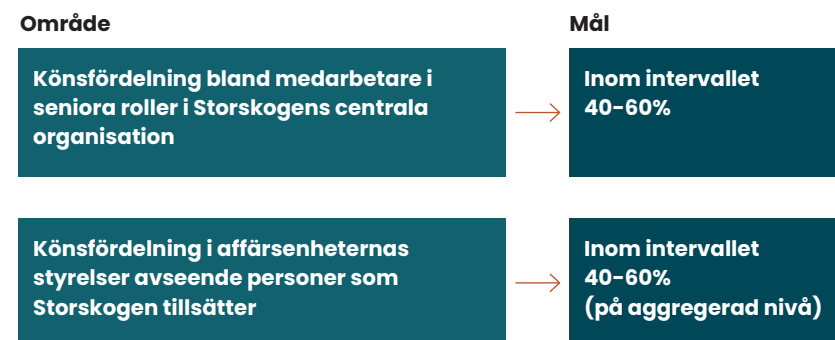 Område
Mål
Könsfördelning bland medarbetare i
seniora roller i Storskogens centrala
organisation
Inom intervallet
40–60%
Könsfördelning i affärsenheternas
styrelser avseende personer som
Storskogen tillsätter
Inom intervallet
40–60%
(på aggregerad nivå)